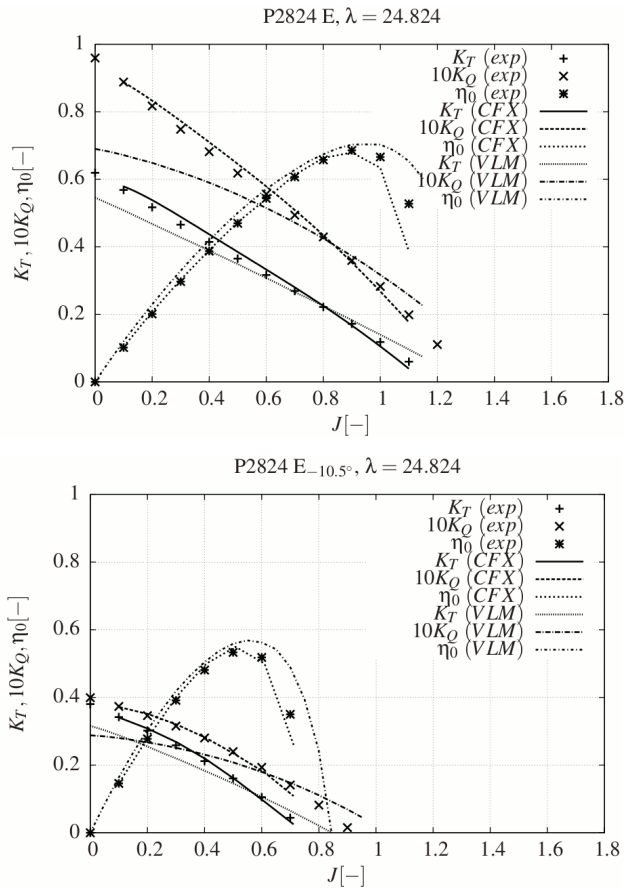 P2824 E, λ = 24.824
K_T (exp)
10K_Q (exp)
η_0 (exp)
K_T (CFX)
10K_Q (CFX)
η_0 (CFX)
K_T (VLM)
10K_Q (VLM)
η_0 (VLM)
1
0.8
0.6
0.4
0.2
0
K_T, 10K_Q, η_0[−]
0 0.2 0.4 0.6 0.8 1 1.2 1.4 1.6 1.8
J[−]
P2824 E_−10.5°, λ = 24.824
K_T (exp)
10K_Q (exp)
η_0 (exp)
K_T (CFX)
10K_Q (CFX)
η_0 (CFX)
K_T (VLM)
10K_Q (VLM)
η_0 (VLM)
1
0.8
0.6
0.4
0.2
0
K_T, 10K_Q, η_0[−]
0 0.2 0.4 0.6 0.8 1 1.2 1.4 1.6 1.8
J[−]